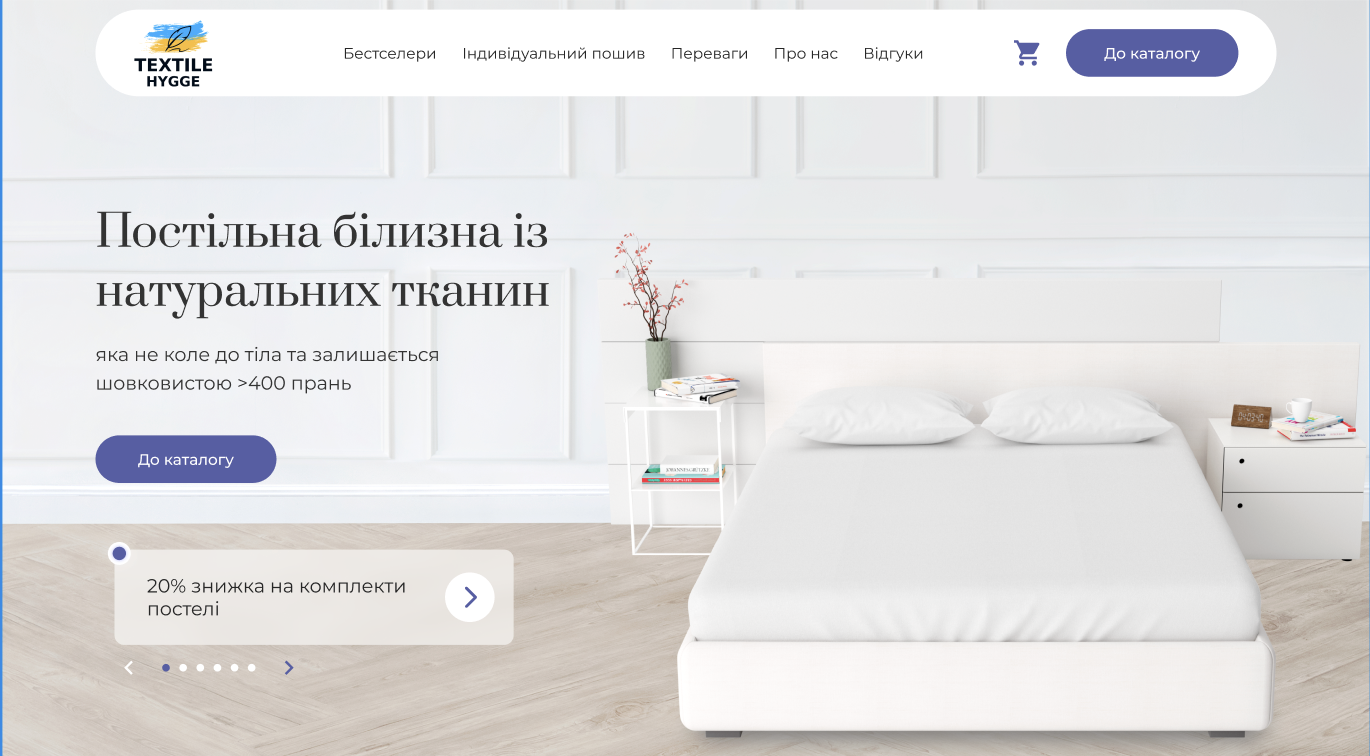 TEXTILE
HYGGE
Бестселери
Індивідуальний пошив
Переваги
Про нас
Відгуки
До каталогу
Постільна білизна із
натуральних тканин
яка не коле до тіла та залишається
шовковистою >400 прань
До каталогу
20% знижка на комплекти
постелі